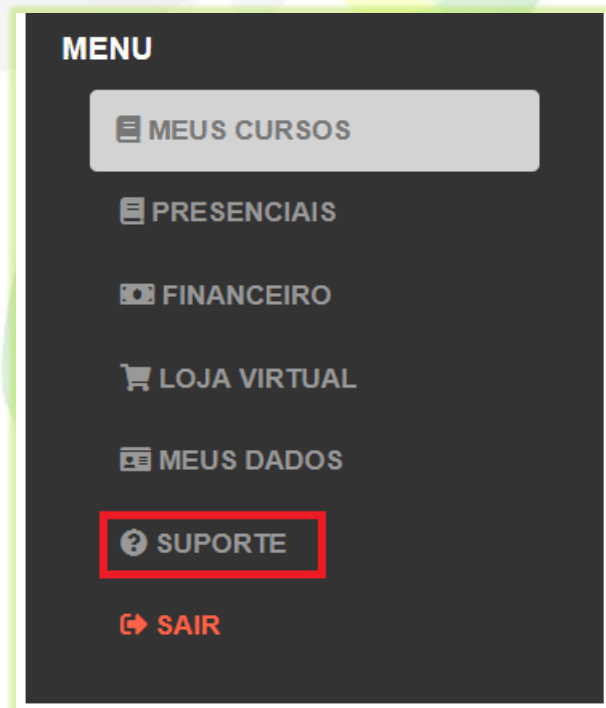 MENU
MEUS CURSOS
PRESENCIAIS
FINANCEIRO
LOJA VIRTUAL
MEUS DADOS
SUPORTE
SAIR